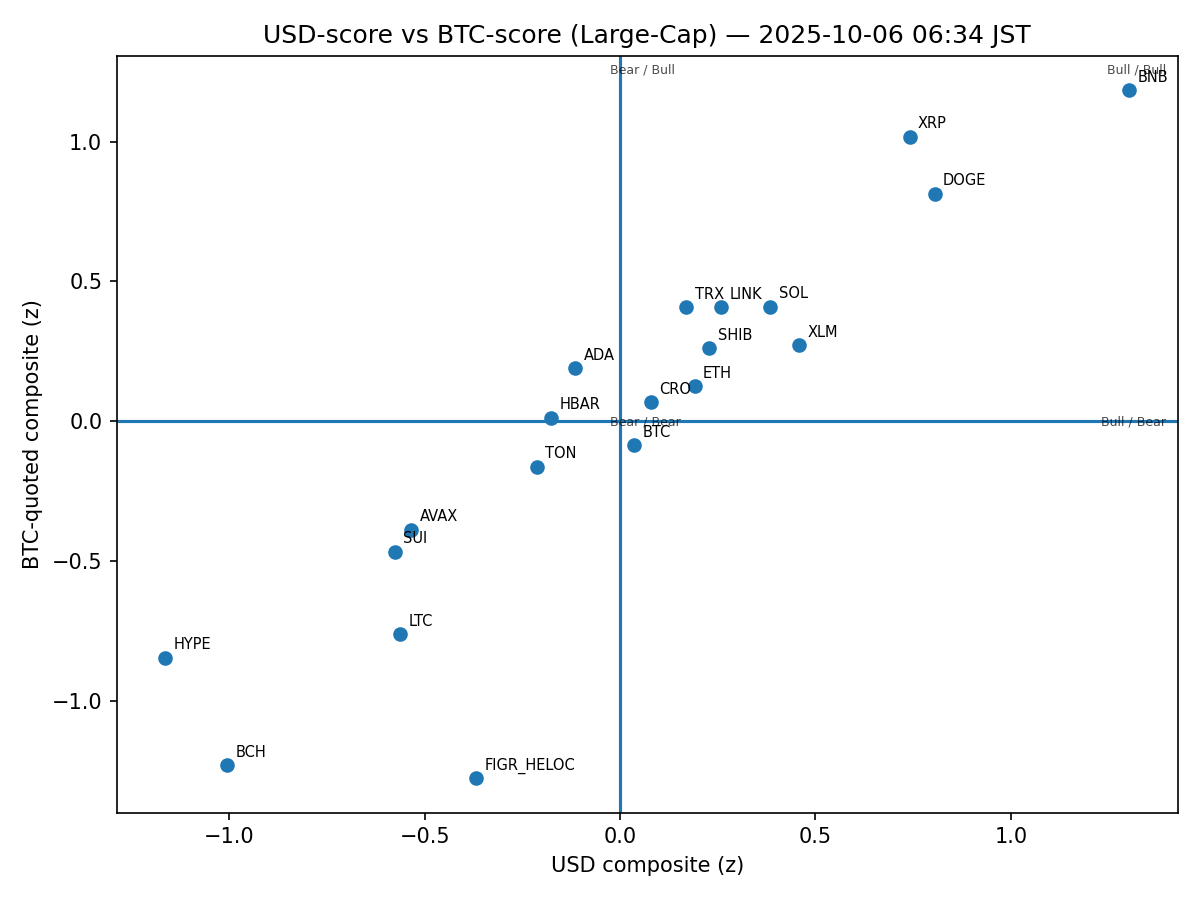 USD-score vs BTC-score (Large-Cap) — 2025-10-06 06:34 JST
Bear / Bull
Bull / Bull
BNB
XRP
1.0
DOGE
0.5
TRX
LINK
SOL
XLM
SHIB
ADA
ETH
CRO
HBAR
0.0
Bear / Bear
Bull / Bear
BTC
TON
AVAX
SUI
−0.5
LTC
HYPE
−1.0
BCH
FIGR_HELOC
−1.0
−0.5
0.0
0.5
1.0
USD composite (z)
BTC-quoted composite (z)